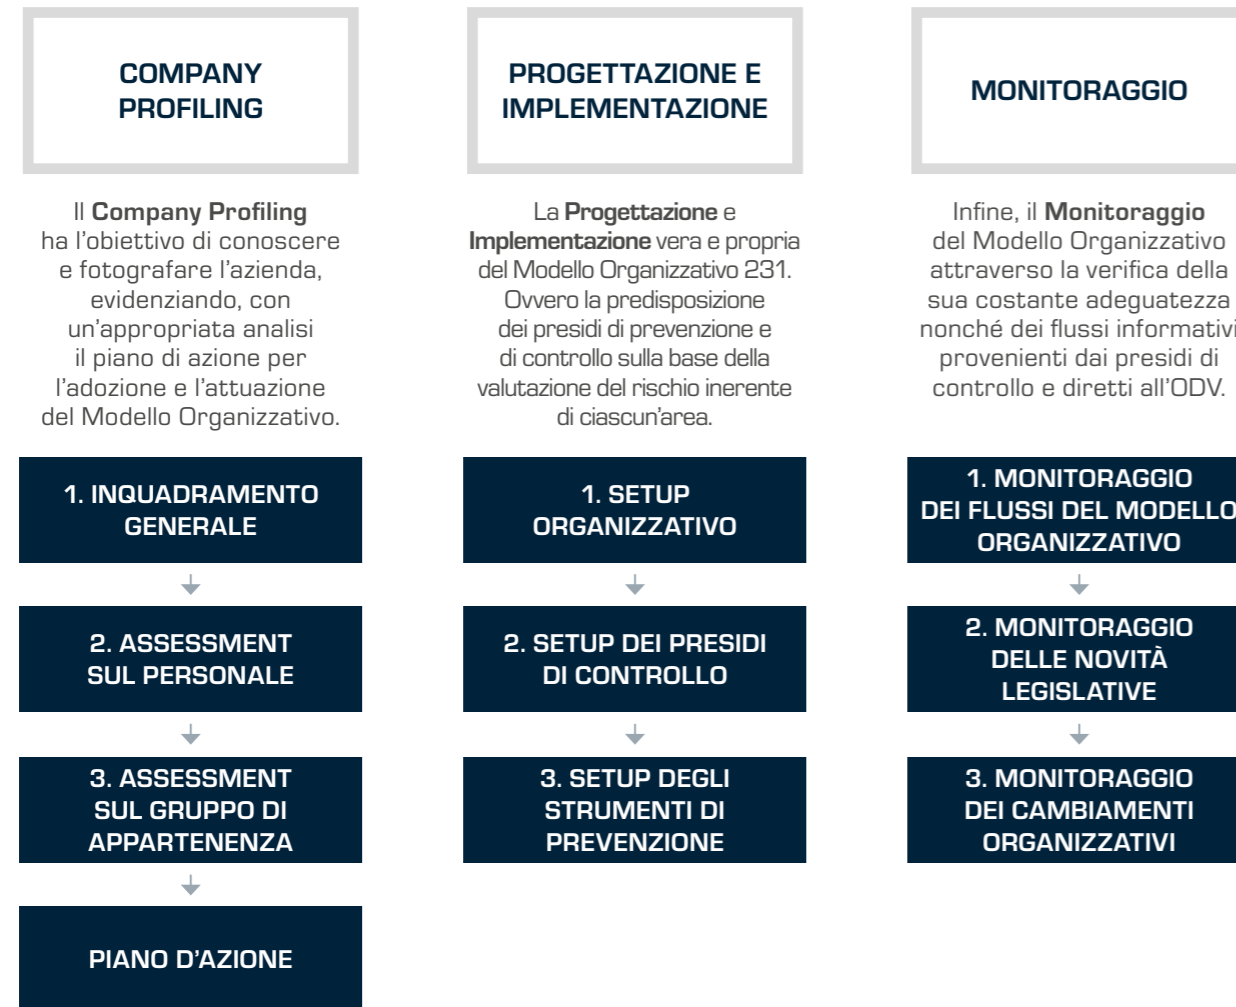 COMPANY
PROFILING
Il Company Profiling
ha l'obiettivo di conoscere
e fotografare l'azienda,
evidenziando, con
un'appropriata analisi
il piano di azione per
l'adozione e l'attuazione
del Modello Organizzativo.
1. INQUADRAMENTO
GENERALE
2. ASSESSMENT
SUL PERSONALE
3. ASSESSMENT
SUL GRUPPO DI
APPARTENENZA
PIANO D'AZIONE
PROGETTAZIONE E
IMPLEMENTAZIONE
La Progettazione e
Implementazione vera e propria
del Modello Organizzativo 231.
Ovvero la predisposizione
dei presidi di prevenzione e
di controllo sulla base della
valutazione del rischio inerente
di ciascun'area.
1. SETUP
ORGANIZZATIVO
2. SETUP DEI PRESIDI
DI CONTROLLO
3. SETUP DEGLI
STRUMENTI DI
PREVENZIONE
MONITORAGGIO
Infine, il Monitoraggio
del Modello Organizzativo
attraverso la verifica della
sua costante adeguatezza
nonché dei flussi informativi
provenienti dai presidi di
controllo e diretti all'ODV.
1. MONITORAGGIO
DEI FLUSSI DEL MODELLO
ORGANIZZATIVO
2. MONITORAGGIO
DELLE NOVITÀ
LEGISLATIVE
3. MONITORAGGIO
DEI CAMBIAMENTI
ORGANIZZATIVI